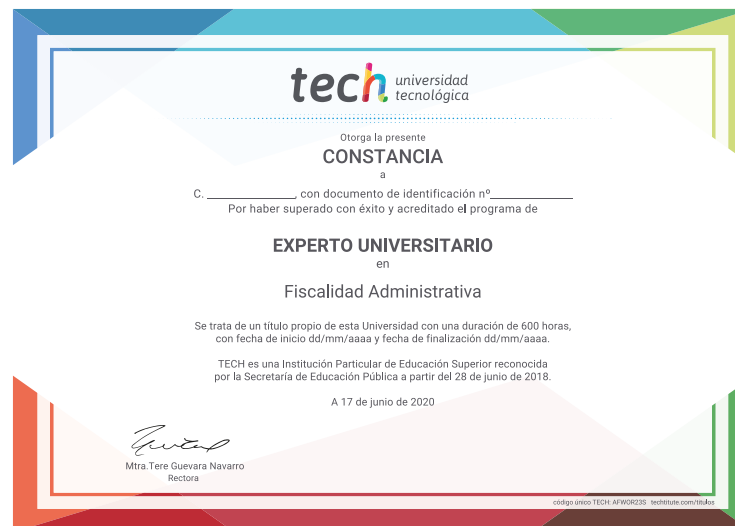 tech universidad
tecnológica
Otorga la presente
CONSTANCIA
a
C. ________________, con documento de identificación nº_______________
Por haber superado con éxito y acreditado el programa de
EXPERTO UNIVERSITARIO
en
Fiscalidad Administrativa
Se trata de un título propio de esta Universidad con una duración de 600 horas,
con fecha de inicio dd/mm/aaaa y fecha de finalización dd/mm/aaaa.
TECH es una Institución Particular de Educación Superior reconocida
por la Secretaría de Educación Pública a partir del 28 de junio de 2018.
A 17 de junio de 2020
Mtra.Tere Guevara Navarro
Rectora
código único TECH: AFWOR23S techtitute.com/titulos